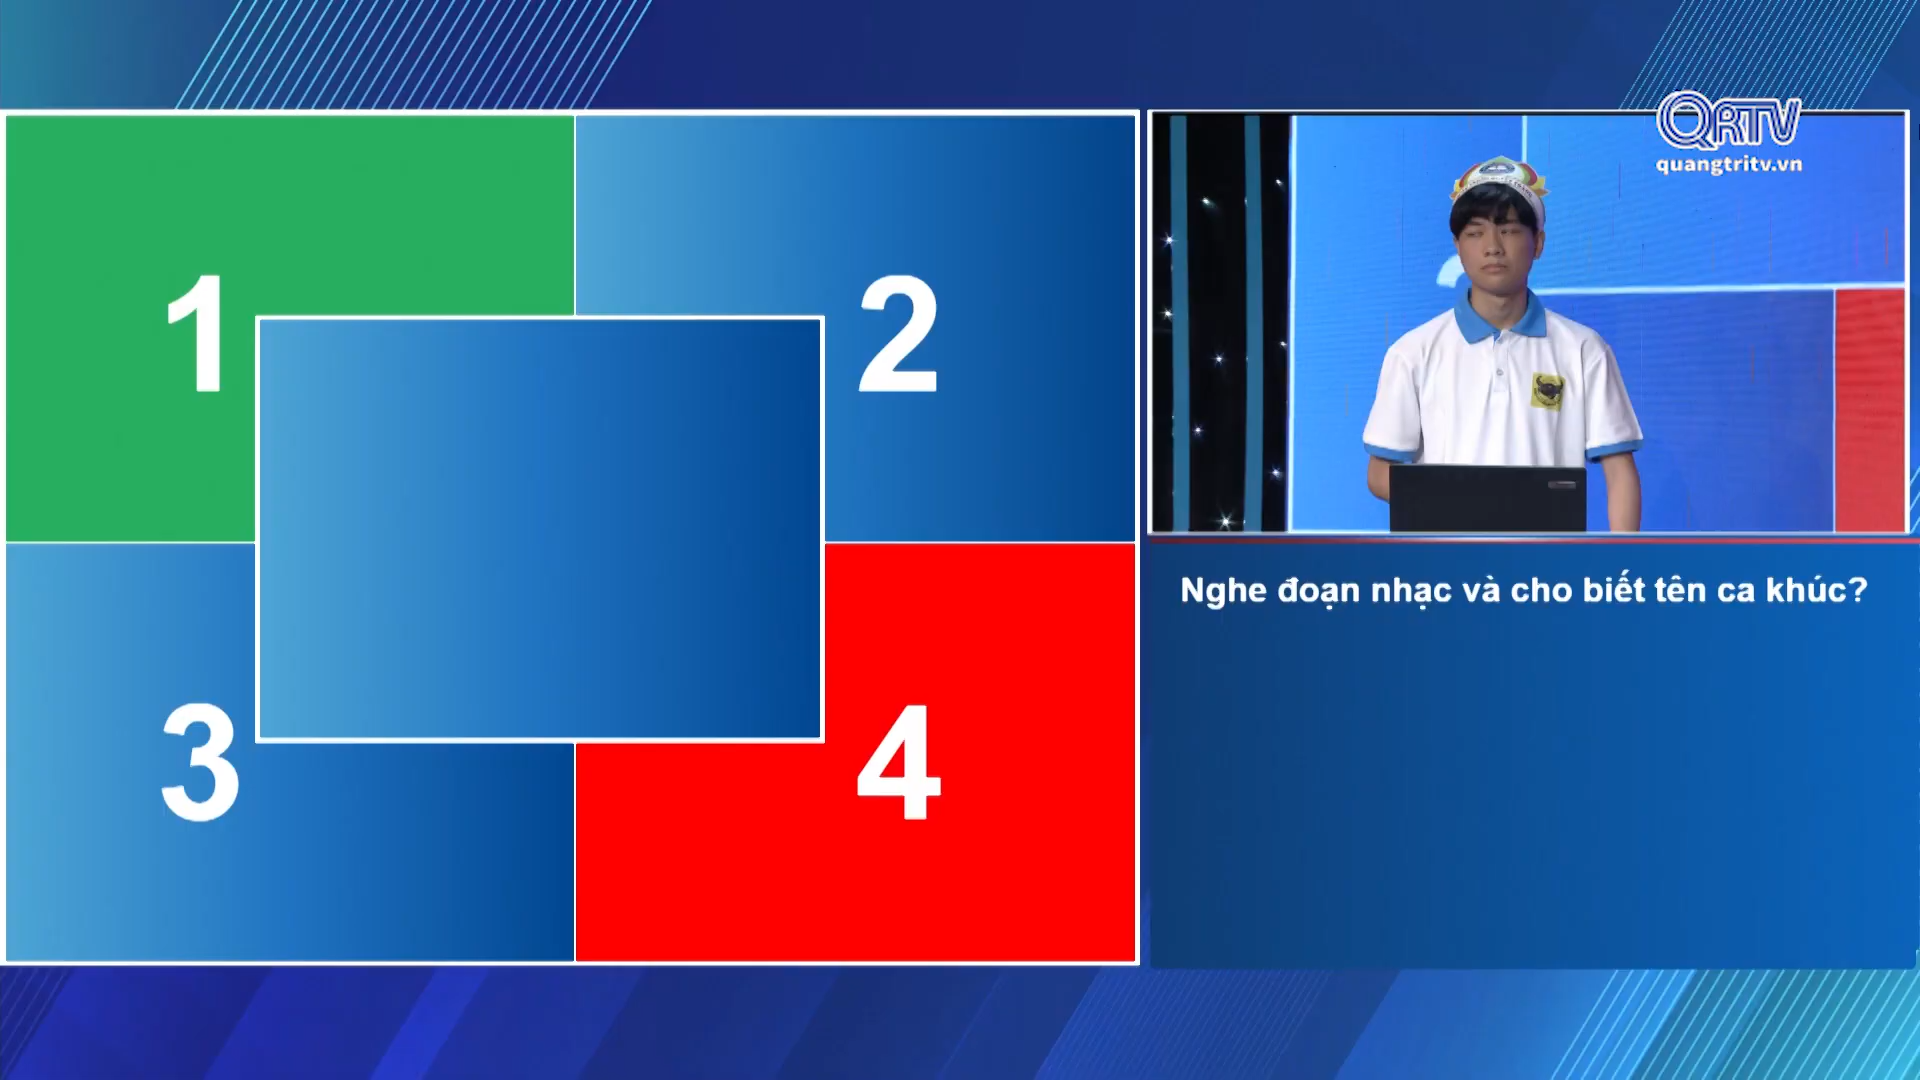 1
2
3
4
QRTV
quangtritv.vn
Nghe đoạn nhạc và cho biết tên ca khúc?